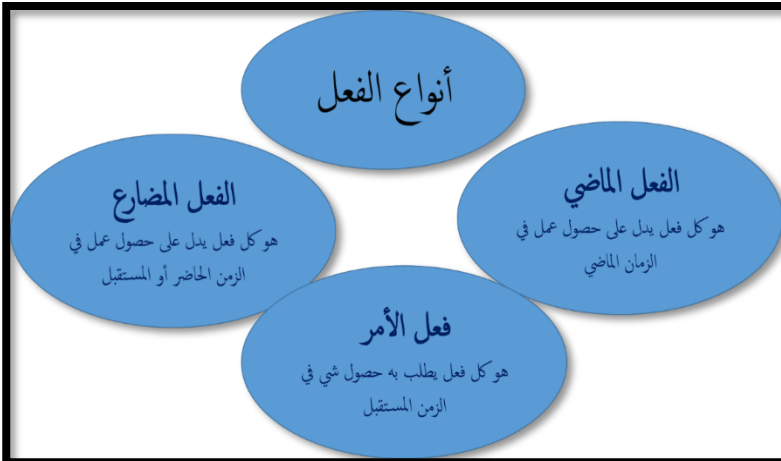 أنواع الفعل
الفعل الماضي
هو كل فعل يدل على حصول عمل في
الزمان الماضي
الفعل المضارع
هو كل فعل يدل على حصول عمل في
الزمن الحاضر أو المستقبل
فعل الأمر
هو كل فعل يطلب به حصول شي في
الزمن المستقبل